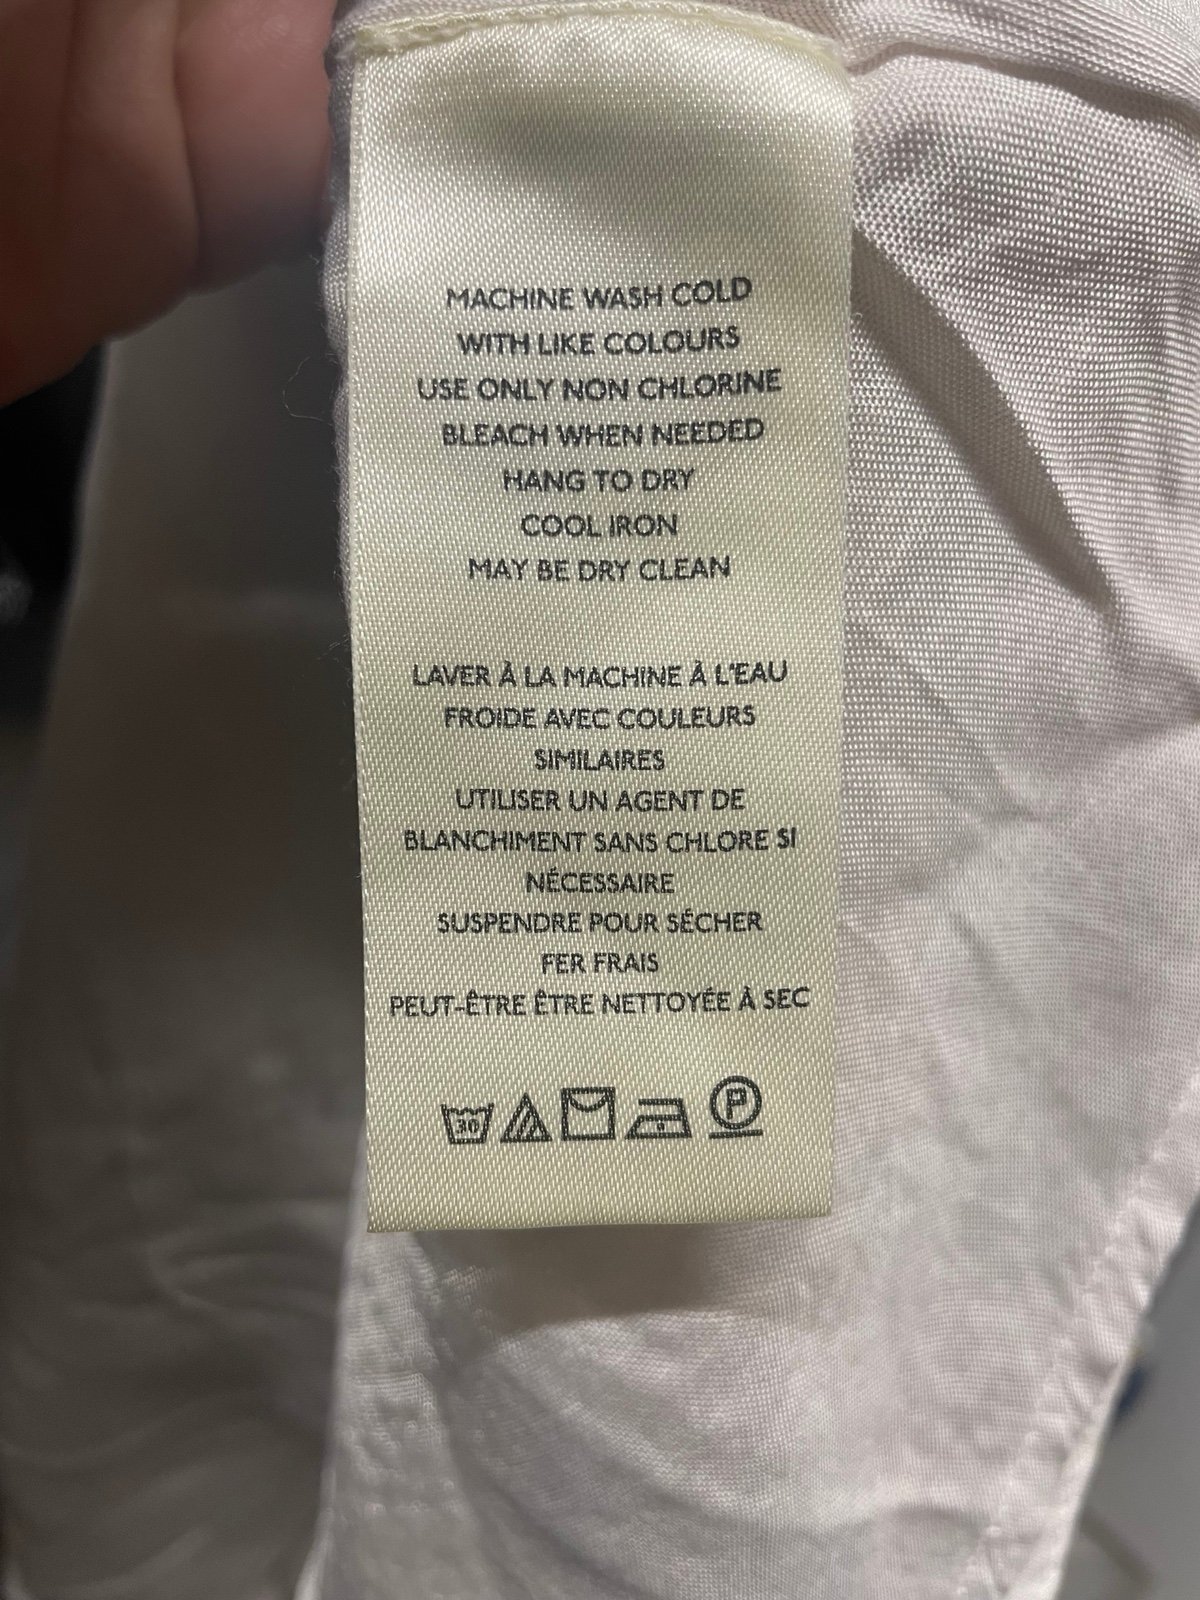 MACHINE WASH COLD
WITH LIKE COLOURS
USE ONLY NON CHLORINE
BLEACH WHEN NEEDED
HANG TO DRY
COOL IRON
MAY BE DRY CLEAN
LAVER À LA MACHINE À L'EAU
FROIDE AVEC COULEURS
SIMILAIRES
UTILISER UN AGENT DE
BLANCHIMENT SANS CHLORE SI
NÉCESSAIRE
SUSPENDRE POUR SÉCHER
FER FRAIS
PEUT-ÊTRE ÊTRE NETTOYÉE À SEC
30 P